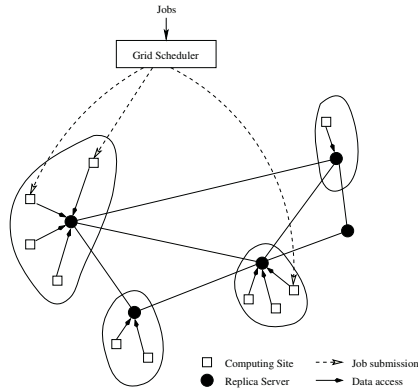 Jobs
Grid Scheduler
Computing Site
Job submission
Replica Server
Data access